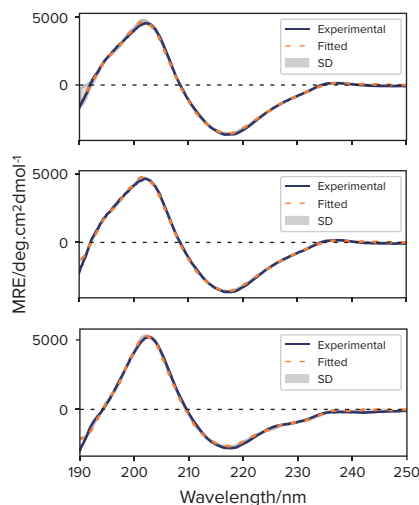 5000
0
Experimental
Fitted
SD
5000
0
Experimental
Fitted
SD
MRE/deg.cm²dmol⁻¹
5000
0
Experimental
Fitted
SD
190 200 210 220 230 240 250
Wavelength/nm